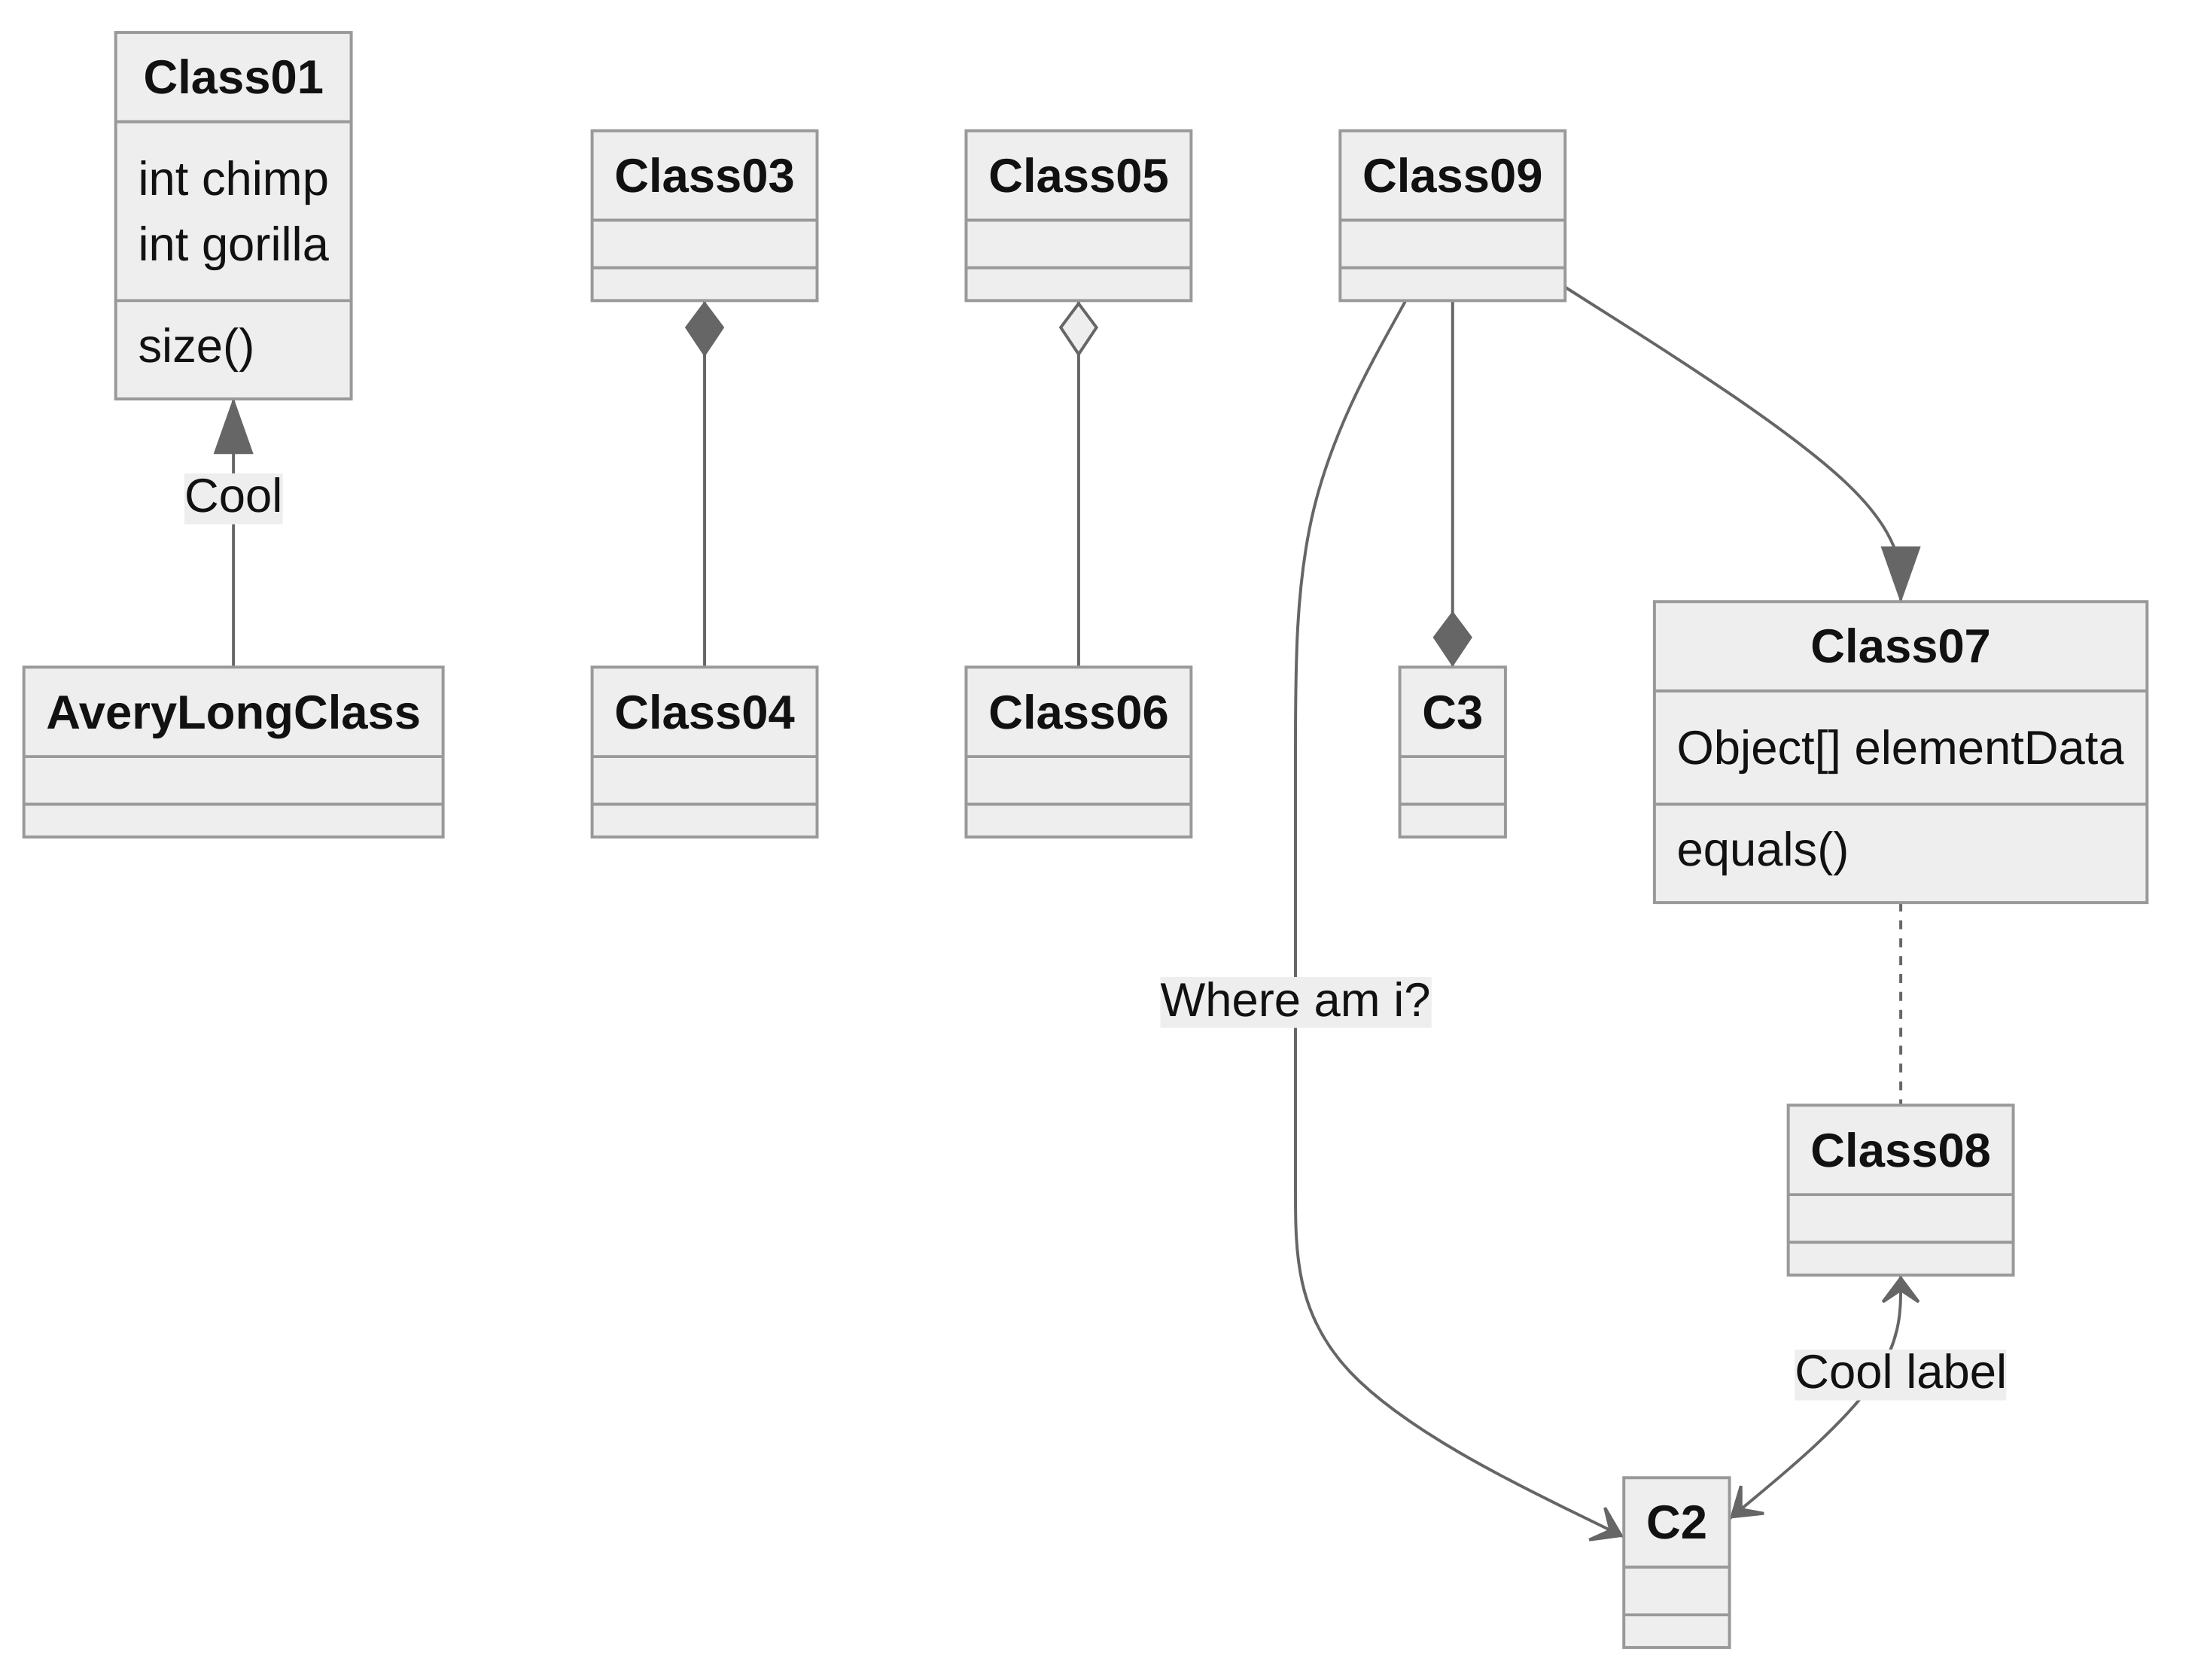 Class01
int chimp
int gorilla
size()
Class03
Class05
Class09
Cool
AveryLongClass
Class04
Class06
C3
Class07
Object[] elementData
equals()
Where am i?
Class08
Cool label
C2